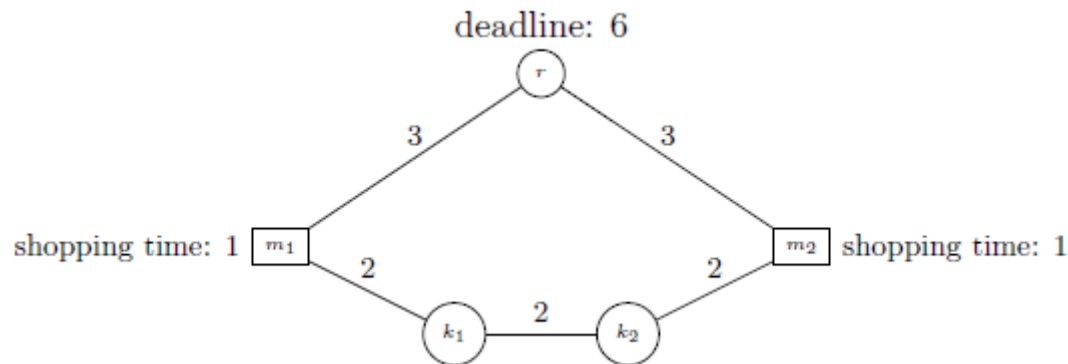 deadline: 6
r
3 3
shopping time: 1 m₁ m₂ shopping time: 1
2 2
k₁ 2 k₂